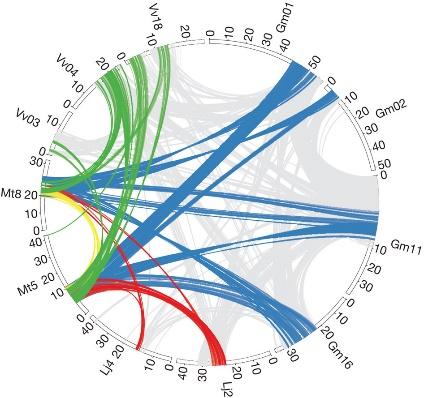 Gm01
0 10 20 30 40 50
Gm02
0 10 20 30 40 50
Gm11
0 10 20 30
Gm16
0 10 20 30
Lj2
0 10 20 30 40
Lj4
0 10 20 40
Mt5
10 20 30 40
Mt8
0 10 20 30
Vv03
0 10
Vv04
0 10 20
Vv18
0 10 20